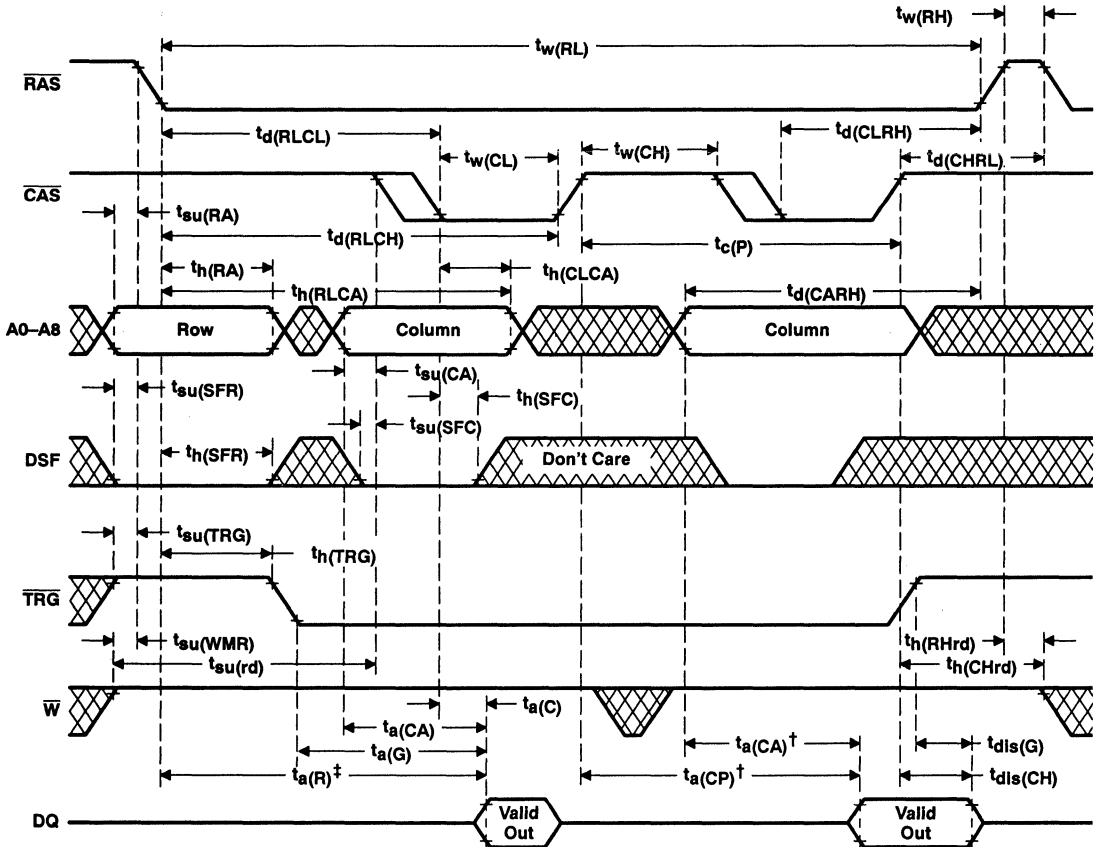 tw(RH)
tw(RL)
R̅A̅S̅
td(RLCL)
td(CLRH)
tw(CL)
tw(CH)
td(CHRL)
C̅A̅S̅
tsu(RA)
td(RLCH)
tc(P)
th(RA)
th(CLCA)
th(RLCA)
td(CARH)
A0–A8
Row
Column
Column
tsu(CA)
tsu(SFR)
th(SFC)
tsu(SFC)
th(SFR)
DSF
Don't Care
tsu(TRG)
th(TRG)
T̅R̅G̅
tsu(WMR)
th(RHrd)
tsu(rd)
th(CHrd)
W̅
ta(C)
ta(CA)
ta(CA)†
tdis(G)
ta(G)
ta(R)‡
ta(CP)†
tdis(CH)
DQ
Valid Out
Valid Out